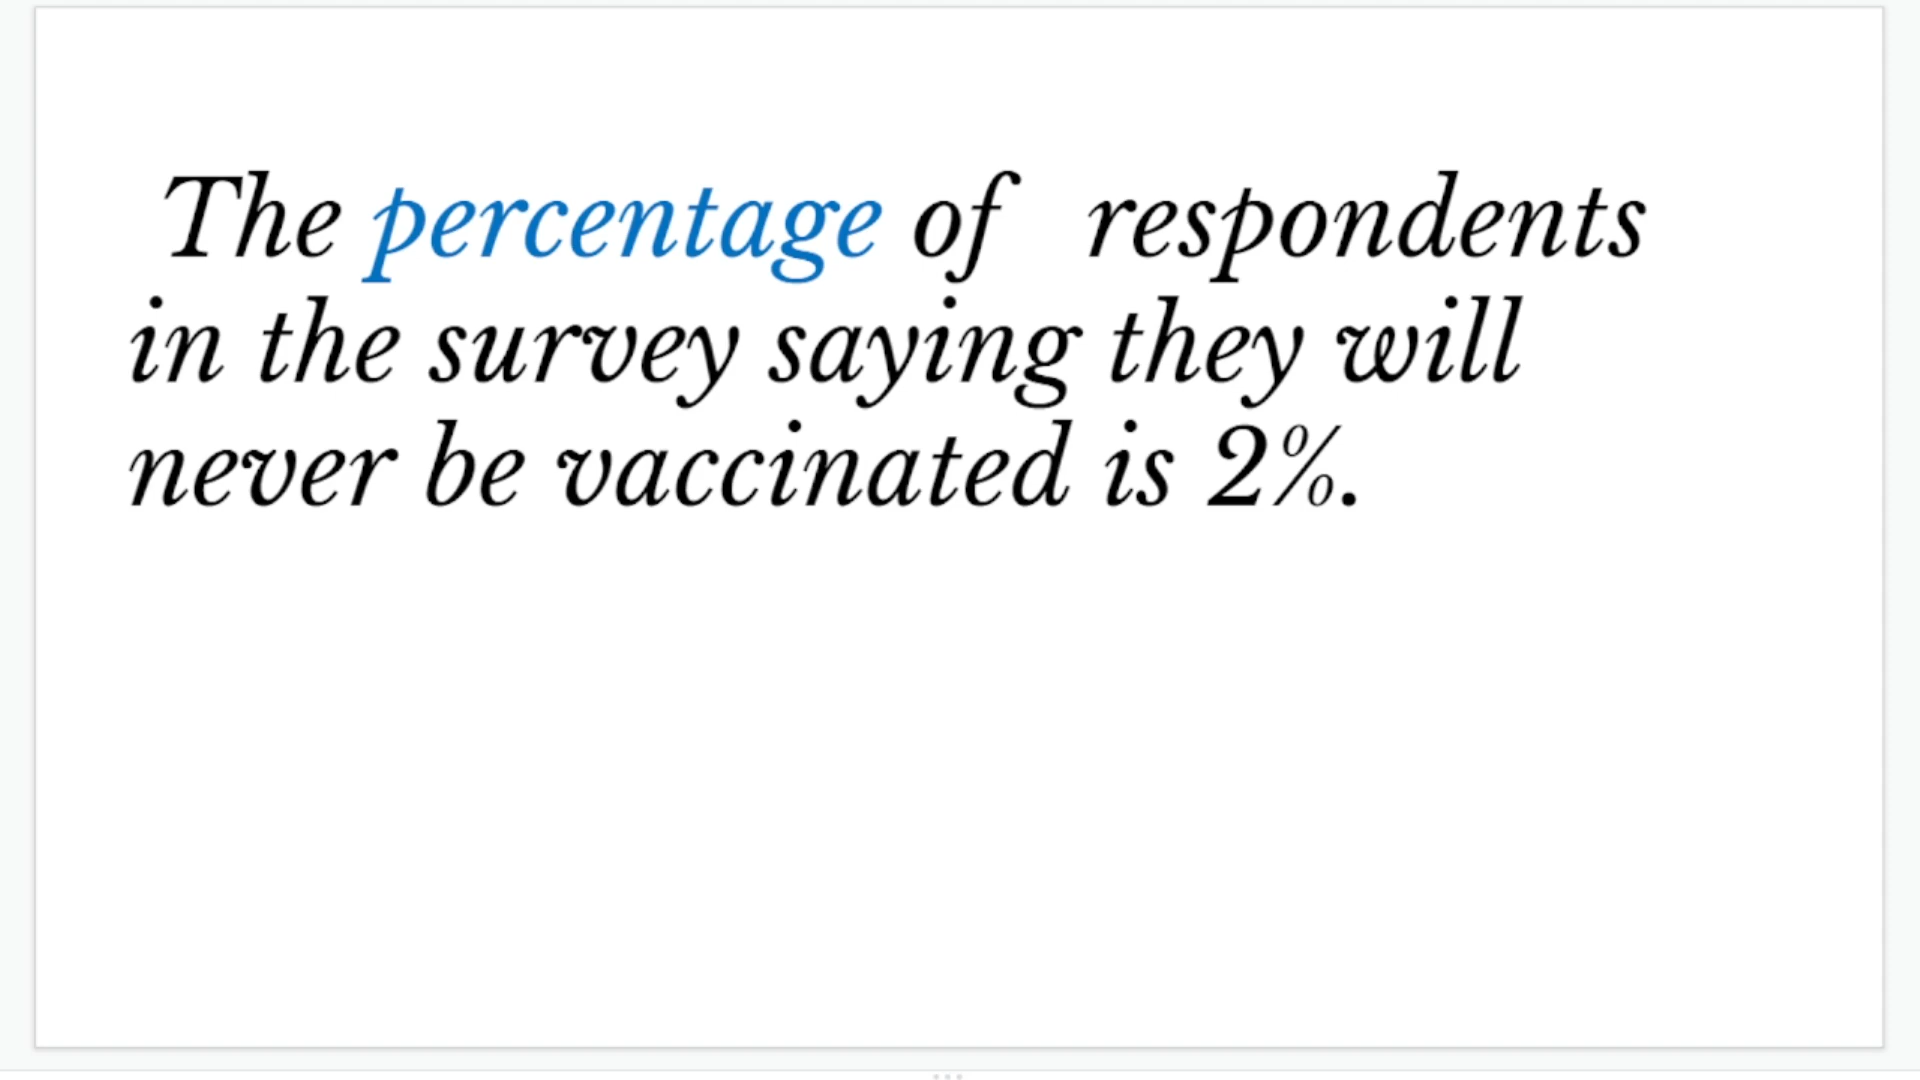 The percentage of respondents
in the survey saying they will
never be vaccinated is 2%.